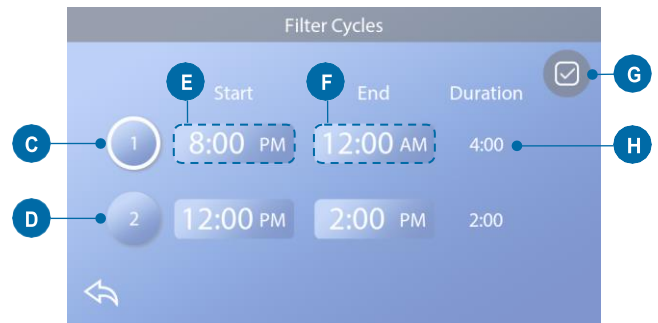 Filter Cycles
E F G
Start End Duration
C 1 8:00 PM 12:00 AM 4:00 H
D 2 12:00 PM 2:00 PM 2:00